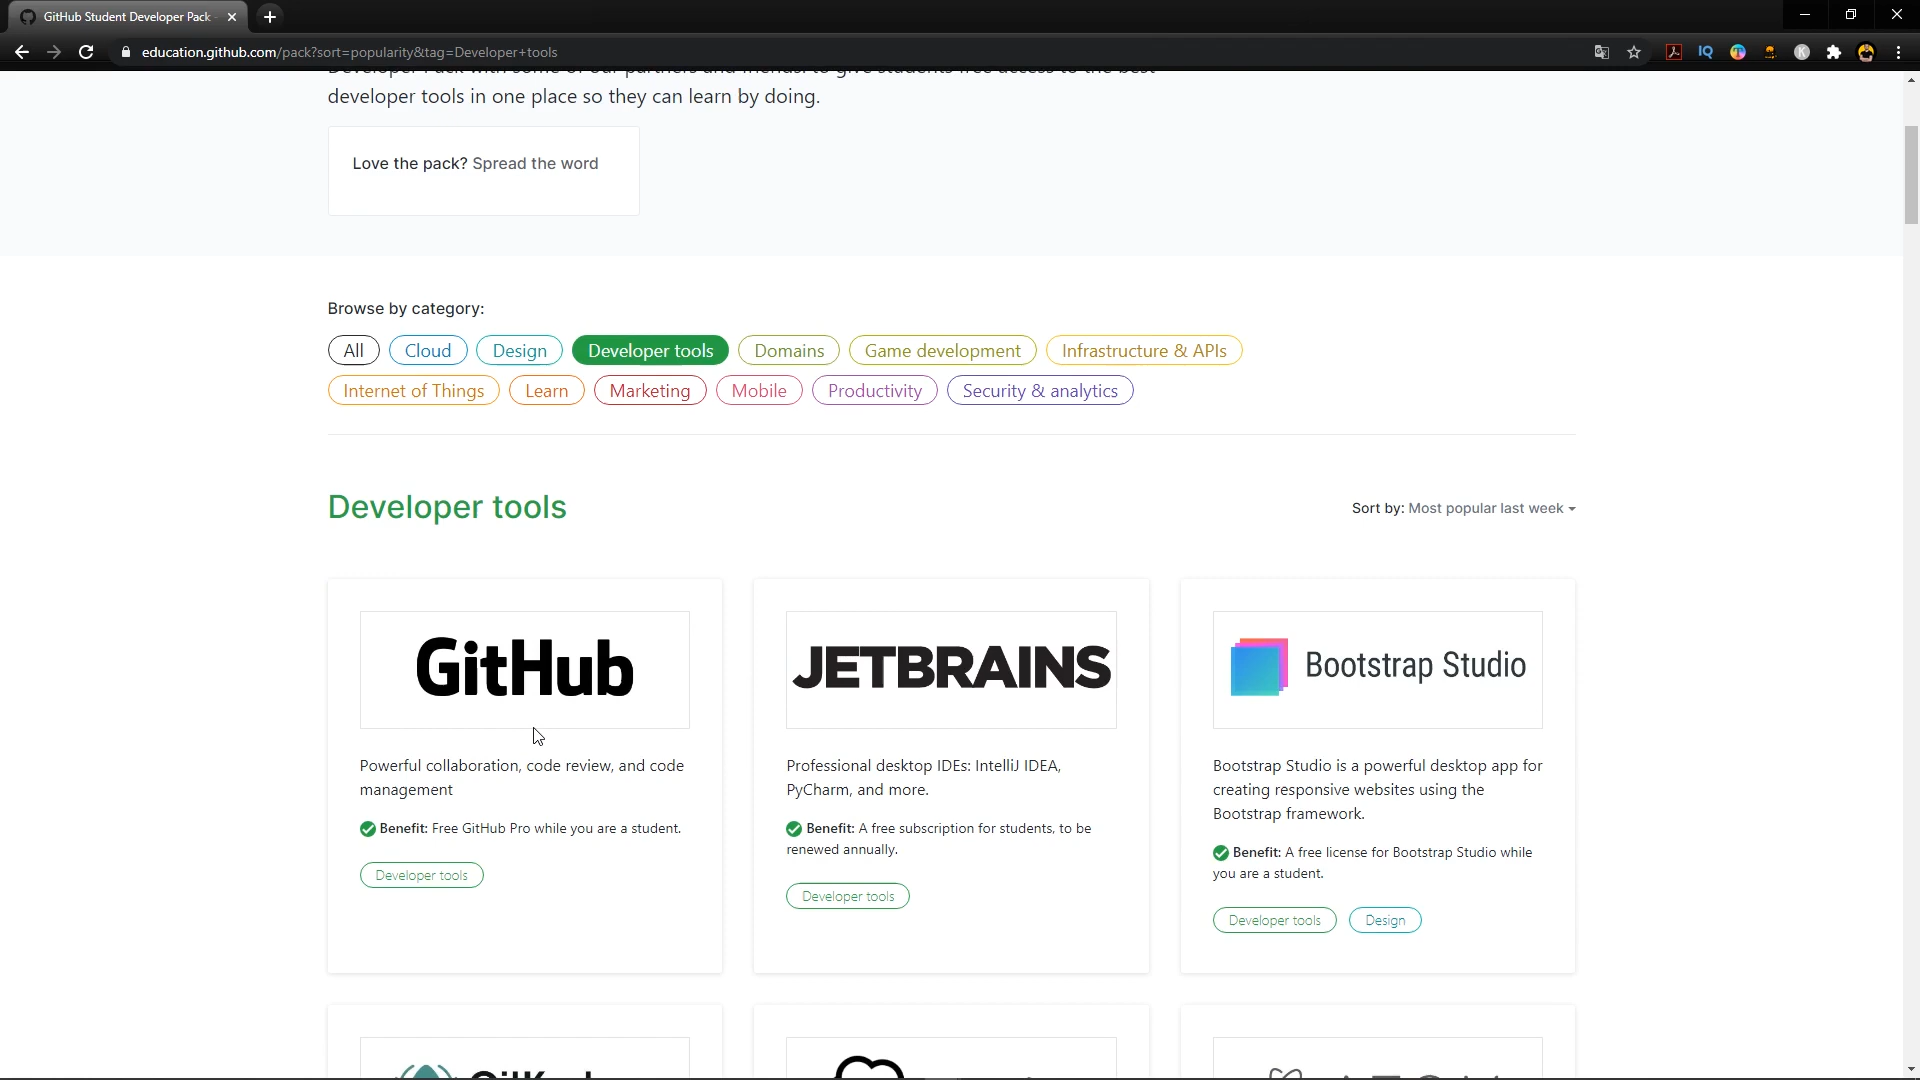 GitHub Student Developer Pack
education.github.com/pack?sort=popularity&tag=Developer+tools
developer tools in one place so they can learn by doing.
Love the pack? Spread the word
Browse by category:
All Cloud Design Developer tools Domains Game development Infrastructure & APIs
Internet of Things Learn Marketing Mobile Productivity Security & analytics
Developer tools
Sort by: Most popular last week
GitHub
Powerful collaboration, code review, and code
management
Benefit: Free GitHub Pro while you are a student.
Developer tools
JETBRAINS
Professional desktop IDEs: IntelliJ IDEA,
PyCharm, and more.
Benefit: A free subscription for students, to be
renewed annually.
Developer tools
Bootstrap Studio
Bootstrap Studio is a powerful desktop app for
creating responsive websites using the
Bootstrap framework.
Benefit: A free license for Bootstrap Studio while
you are a student.
Developer tools Design